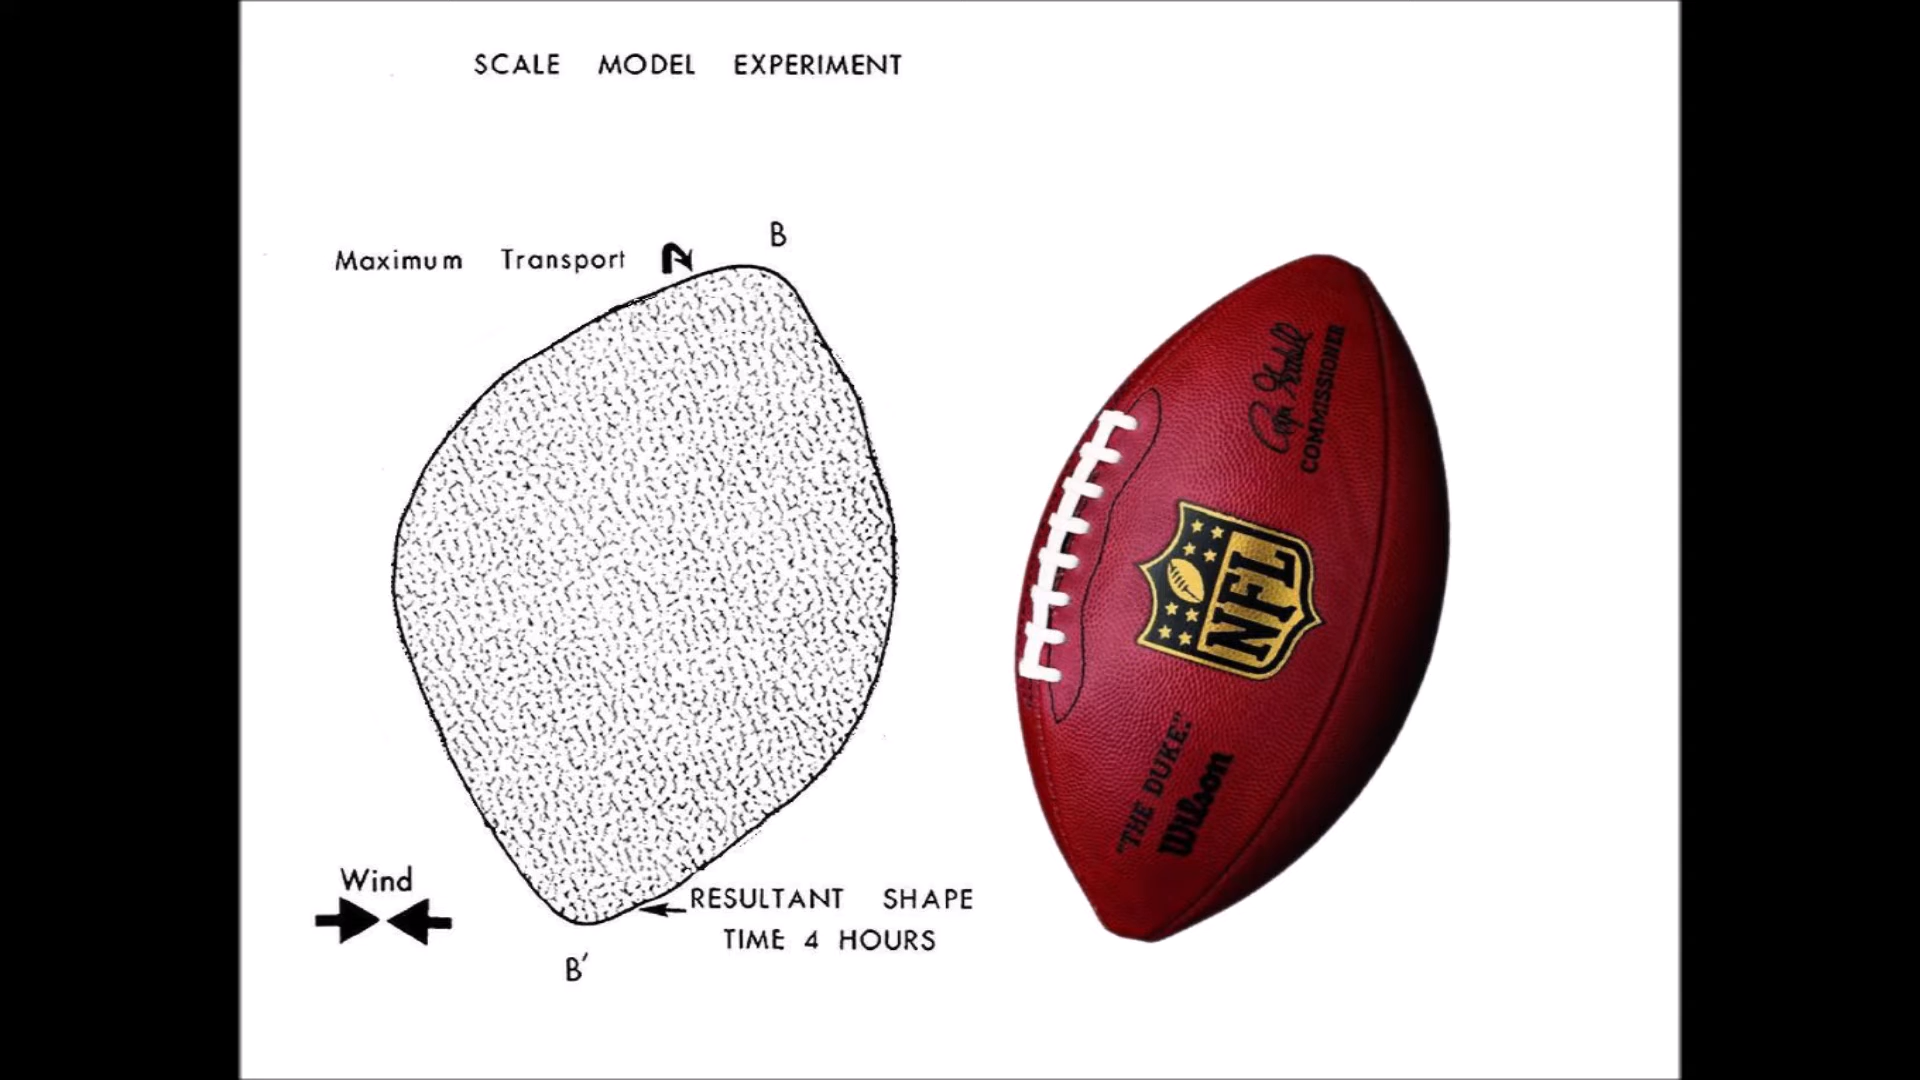 SCALE MODEL EXPERIMENT
B
Maximum Transport
COMMISSIONER
NFL
"THE DUKE"
Wilson
Wind
RESULTANT SHAPE
TIME 4 HOURS
B′